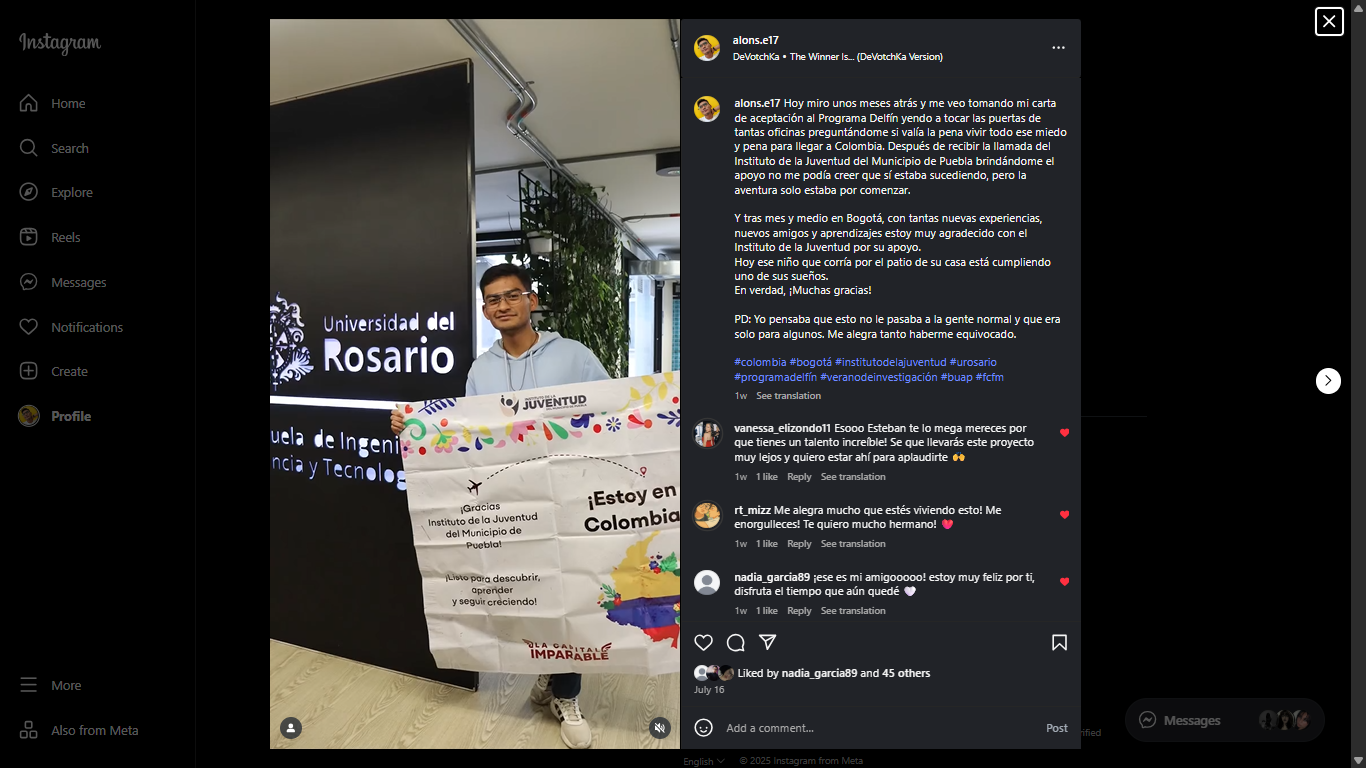 Instagram
Home
Search
Explore
Reels
Messages
Notifications
Create
Profile
More
Also from Meta
Universidad del
Rosario
uela de Ingeni
ncia y Tecnolog
INSTITUTO DE LA
JUVENTUD
DEL MUNICIPIO DE PUEBLA
¡Gracias
Instituto de la Juventud
del Municipio de
Puebla!
¡Listo para descubrir,
aprender
y seguir creciendo!
¡Estoy en
Colombia
LA CAPITAL
IMPARABLE
alons.e17
DeVotchKa • The Winner Is... (DeVotchKa Version)
alons.e17 Hoy miro unos meses atrás y me veo tomando mi carta
de aceptación al Programa Delfín yendo a tocar las puertas de
tantas oficinas preguntándome si valía la pena vivir todo ese miedo
y pena para llegar a Colombia. Después de recibir la llamada del
Instituto de la Juventud del Municipio de Puebla brindándome el
apoyo no me podía creer que sí estaba sucediendo, pero la
aventura solo estaba por comenzar.
Y tras mes y medio en Bogotá, con tantas nuevas experiencias,
nuevos amigos y aprendizajes estoy muy agradecido con el
Instituto de la Juventud por su apoyo.
Hoy ese niño que corría por el patio de su casa está cumpliendo
uno de sus sueños.
En verdad, ¡Muchas gracias!
PD: Yo pensaba que esto no le pasaba a la gente normal y que era
solo para algunos. Me alegra tanto haberme equivocado.
#colombia #bogotá #institutodelajuventud #urosario
#programadelfín #veranodeinvestigación #buap #fcfm
1w See translation
vanessa_elizondo11 Esooo Esteban te lo mega mereces por
que tienes un talento increíble! Se que llevarás este proyecto
muy lejos y quiero estar ahí para aplaudirte 🙌
1w 1 like Reply See translation
rt_mizz Me alegra mucho que estés viviendo esto! Me
enorgulleces! Te quiero mucho hermano! ❤️
1w 1 like Reply See translation
nadia_garcia89 ¡ese es mi amigooooo! estoy muy feliz por ti,
disfruta el tiempo que aún quedé 🤍
1w 1 like Reply See translation
Liked by nadia_garcia89 and 45 others
July 16
Add a comment...
Post
Messages
rified
English
© 2025 Instagram from Meta